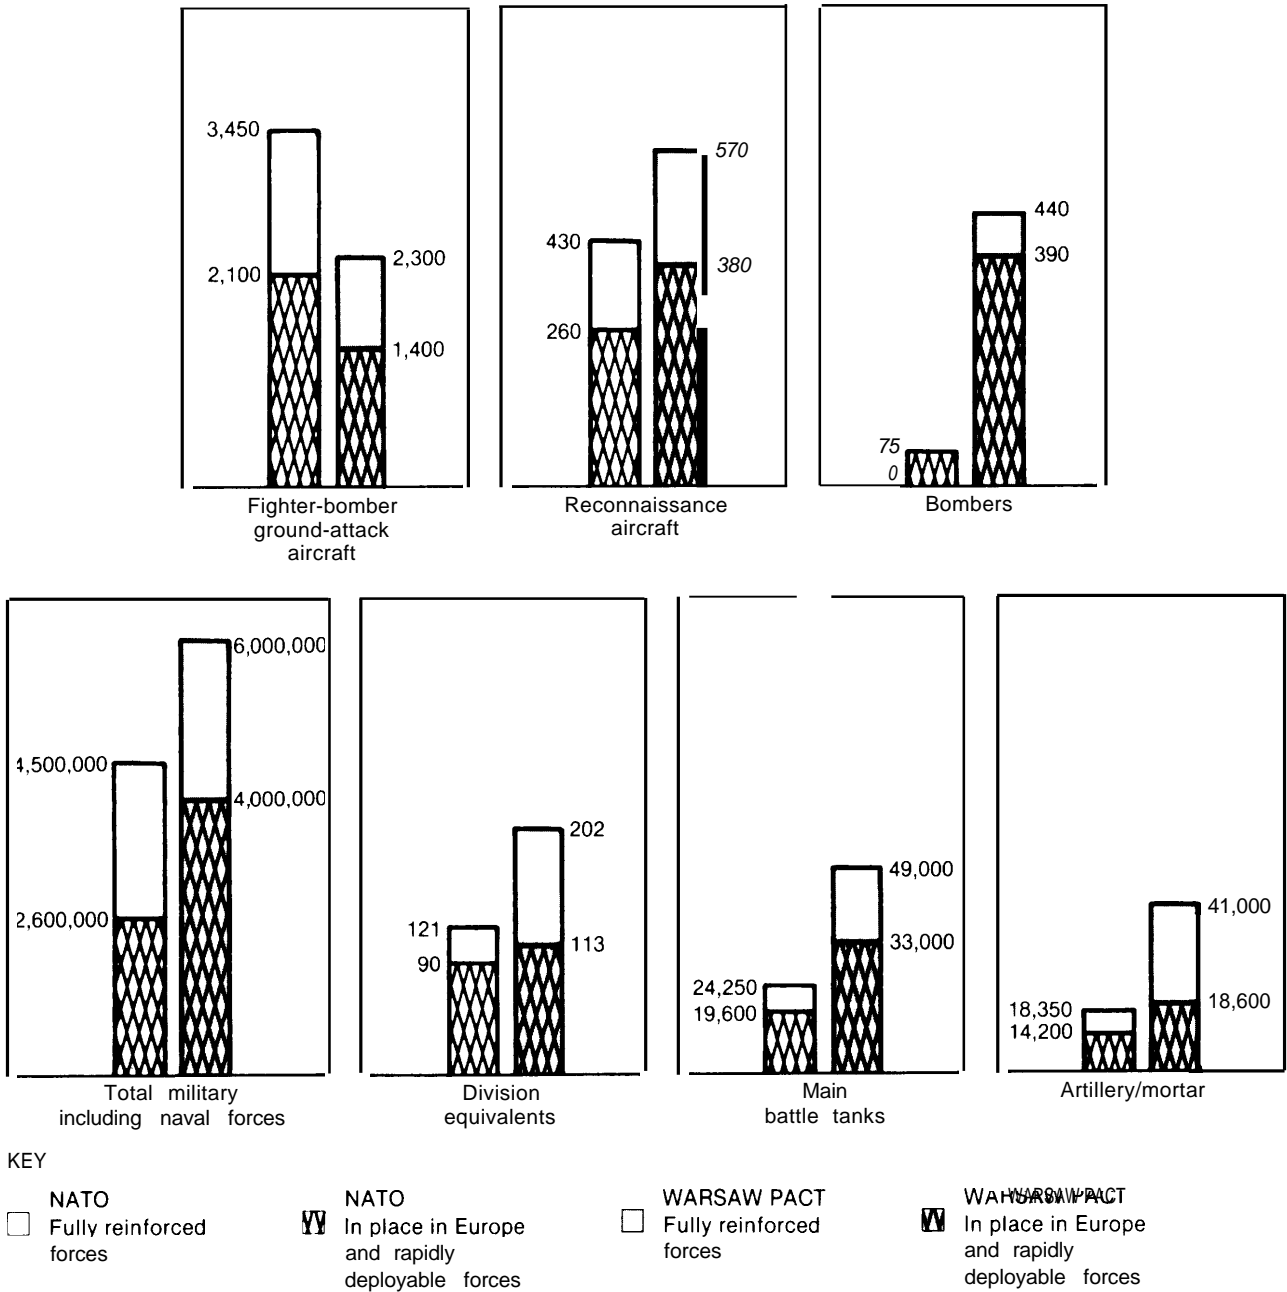 3,450
2,100
2,300
1,400
Fighter-bomber
ground-attack
aircraft
430
260
570
380
Reconnaissance
aircraft
75
0
440
390
Bombers
4,500,000
2,600,000
6,000,000
4,000,000
Total military
including naval forces
121
90
202
113
Division
equivalents
24,250
19,600
49,000
33,000
Main
battle tanks
18,350
14,200
41,000
18,600
Artillery/mortar
KEY
NATO
Fully reinforced
forces
NATO
In place in Europe
and rapidly
deployable forces
WARSAW PACT
Fully reinforced
forces
WARSAW PACT
In place in Europe
and rapidly
deployable forces